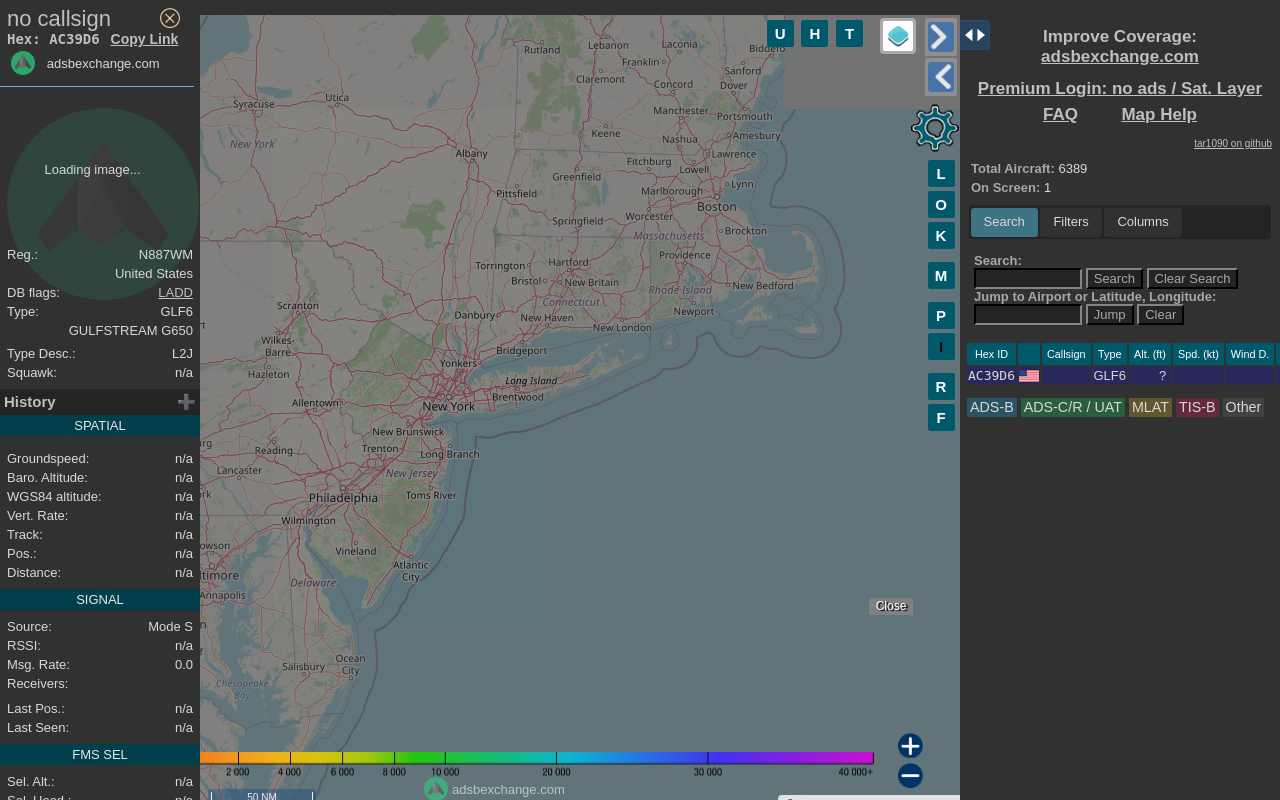 no callsign
Hex: AC39D6 Copy Link
adsbexchange.com
Loading image...
Reg.: N887WM
United States
DB flags: LADD
Type: GLF6
GULFSTREAM G650
Type Desc.: L2J
Squawk: n/a
History
SPATIAL
Groundspeed: n/a
Baro. Altitude: n/a
WGS84 altitude: n/a
Vert. Rate: n/a
Track: n/a
Pos.: n/a
Distance: n/a
SIGNAL
Source: Mode S
RSSI: n/a
Msg. Rate: 0.0
Receivers:
Last Pos.: n/a
Last Seen: n/a
FMS SEL
Sel. Alt.: n/a
U H T
L
O
K
M
P
I
R
F
Rutland
Lebanon
Laconia
Franklin
Sanford
Claremont
Concord
Dover
Syracuse
Utica
Manchester
Portsmouth
Keene
Nashua
Amesbury
New York
Albany
Fitchburg
Lawrence
Greenfield
Lowell
Pittsfield
Marlborough
Lynn
Worcester
Boston
Springfield
Massachusetts
Brockton
Providence
Torrington
Hartford
Bristol
New Britain
Rhode Island
New Bedford
Connecticut
Scranton
Danbury
New Haven
Newport
New London
Wilkes-
Barre
Bridgeport
Hazleton
Yonkers
Long Island
Allentown
New York
Brentwood
New Brunswick
Reading
Trenton
Long Branch
Lancaster
New Jersey
Philadelphia
Toms River
Wilmington
Vineland
Atlantic
City
Delaware
Annapolis
Ocean
City
Salisbury
Chesapeake
Bay
Close
2 000 4 000 6 000 8 000 10 000 20 000 30 000 40 000+
adsbexchange.com
50 NM
Improve Coverage:
adsbexchange.com
Premium Login: no ads / Sat. Layer
FAQ Map Help
tar1090 on github
Total Aircraft: 6389
On Screen: 1
Search Filters Columns
Search:
Search Clear Search
Jump to Airport or Latitude, Longitude:
Jump Clear
Hex ID Callsign Type Alt. (ft) Spd. (kt) Wind D.
AC39D6 GLF6 ?
ADS-B ADS-C/R / UAT MLAT TIS-B Other